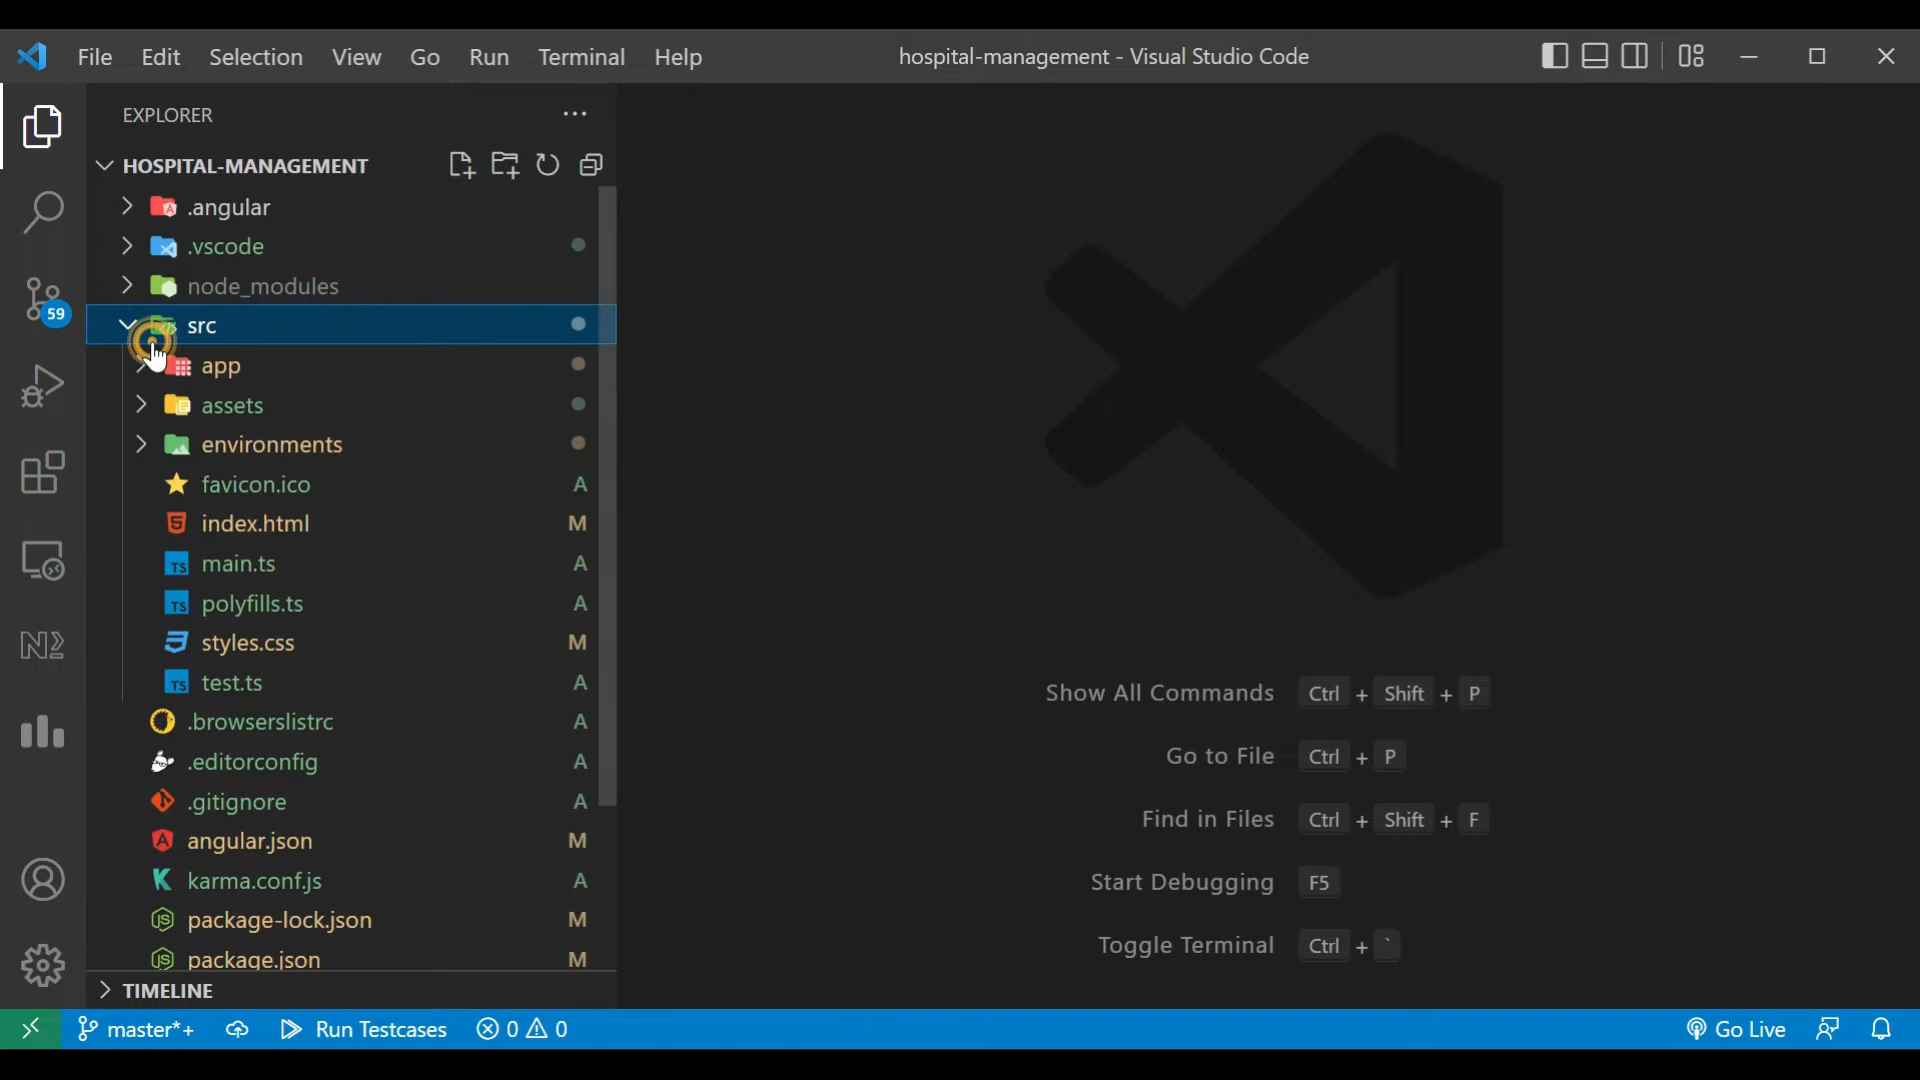 File Edit Selection View Go Run Terminal Help hospital-management - Visual Studio Code
EXPLORER
HOSPITAL-MANAGEMENT
.angular
.vscode
node_modules
src
app
assets
environments
favicon.ico A
index.html M
main.ts A
polyfills.ts A
styles.css M
test.ts A
.browserslistrc A
.editorconfig A
.gitignore A
angular.json M
karma.conf.js A
package-lock.json M
package.json M
TIMELINE
59
Show All Commands Ctrl + Shift + P
Go to File Ctrl + P
Find in Files Ctrl + Shift + F
Start Debugging F5
Toggle Terminal Ctrl + `
master*+ Run Testcases 0 0 Go Live